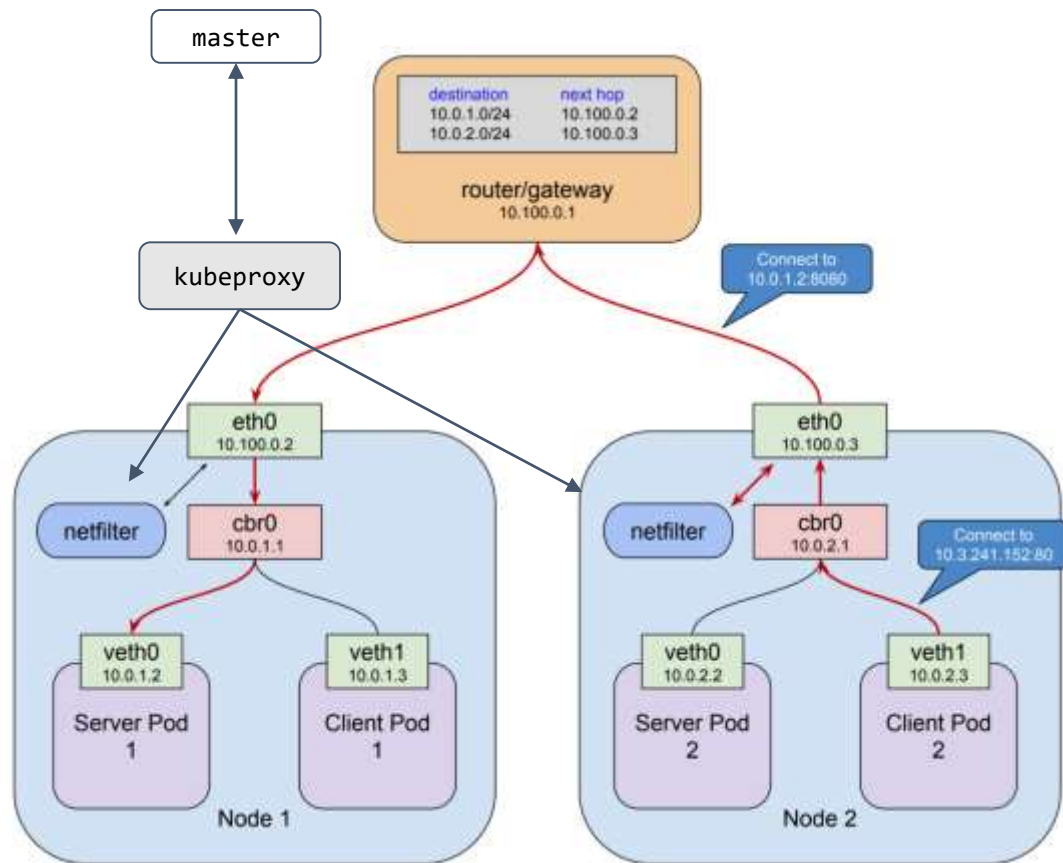 master
destination next hop
10.0.1.0/24 10.100.0.2
10.0.2.0/24 10.100.0.3
router/gateway
10.100.0.1
kubeproxy
Connect to
10.0.1.2:8080
eth0
10.100.0.2
eth0
10.100.0.3
netfilter
cbr0
10.0.1.1
netfilter
cbr0
10.0.2.1
Connect to
10.3.241.152:80
veth0
10.0.1.2
veth1
10.0.1.3
veth0
10.0.2.2
veth1
10.0.2.3
Server Pod
1
Client Pod
1
Server Pod
2
Client Pod
2
Node 1
Node 2